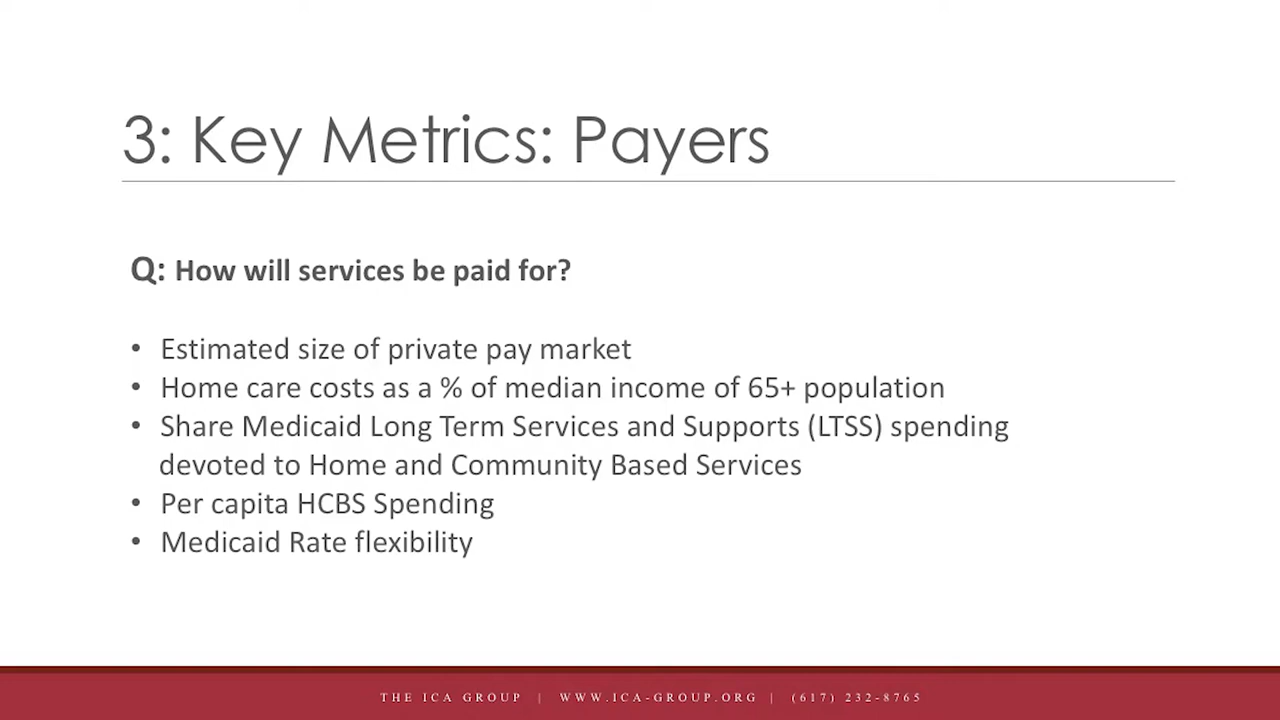 3: Key Metrics: Payers
Q: How will services be paid for?
• Estimated size of private pay market
• Home care costs as a % of median income of 65+ population
• Share Medicaid Long Term Services and Supports (LTSS) spending
devoted to Home and Community Based Services
• Per capita HCBS Spending
• Medicaid Rate flexibility
THE ICA GROUP | WWW.ICA-GROUP.ORG | (617) 232-8765